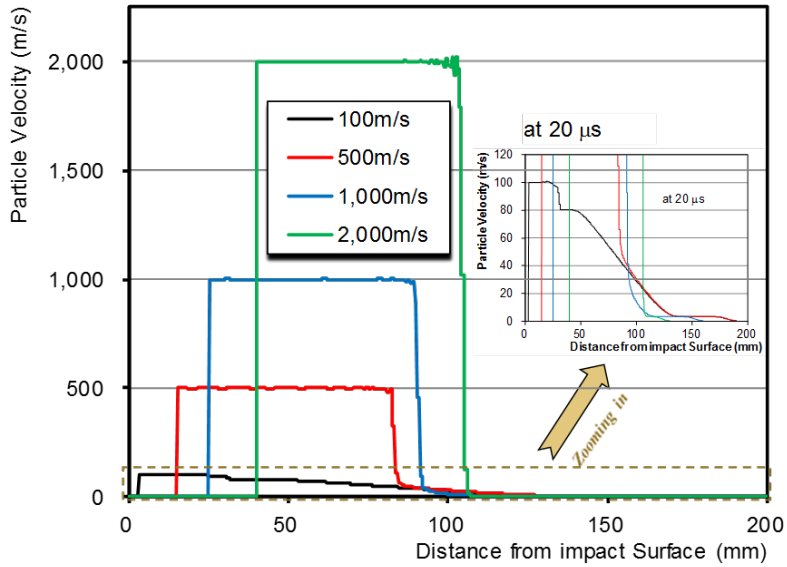 Particle Velocity (m/s)
2,000
1,500
1,000
500
0
0
50
100
150
200
Distance from impact Surface (mm)
100m/s
500m/s
1,000m/s
2,000m/s
at 20 μs
Particle Velocity (m/s)
120
100
80
60
40
20
0
0
50
100
150
200
at 20 μs
Distance from impact Surface (mm)
Zooming in